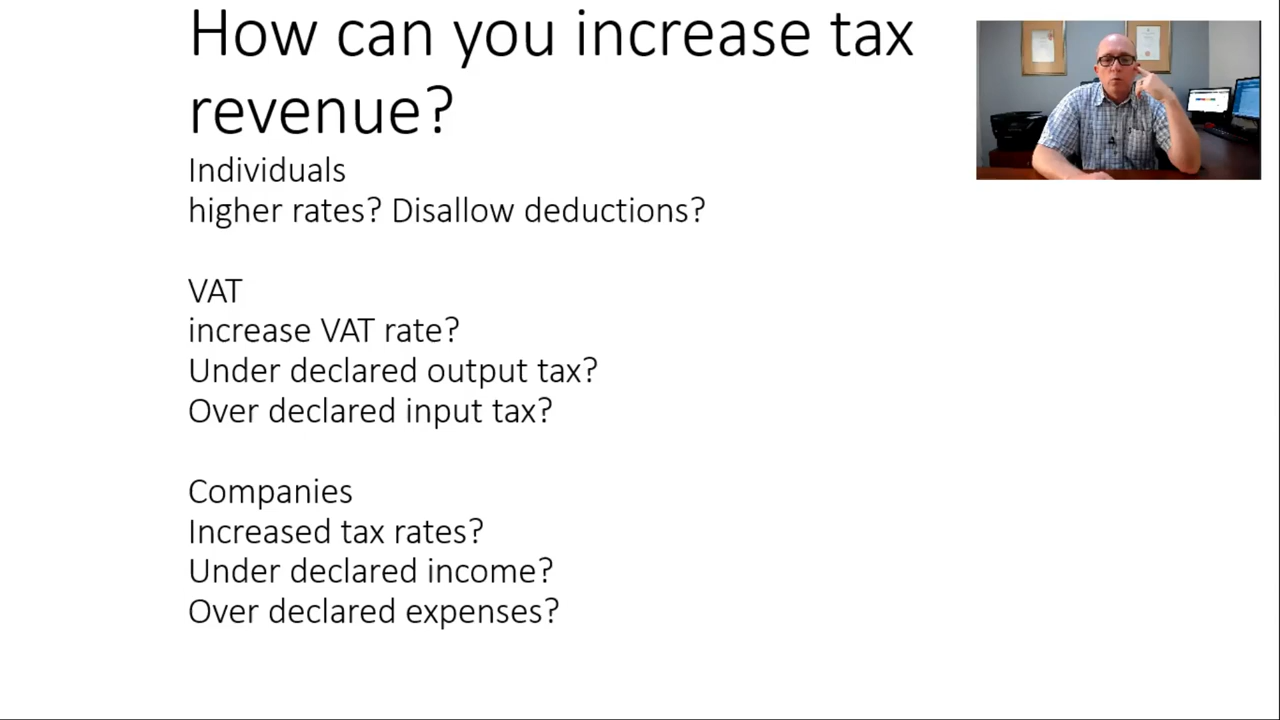 How can you increase tax
revenue?
Individuals
higher rates? Disallow deductions?
VAT
increase VAT rate?
Under declared output tax?
Over declared input tax?
Companies
Increased tax rates?
Under declared income?
Over declared expenses?